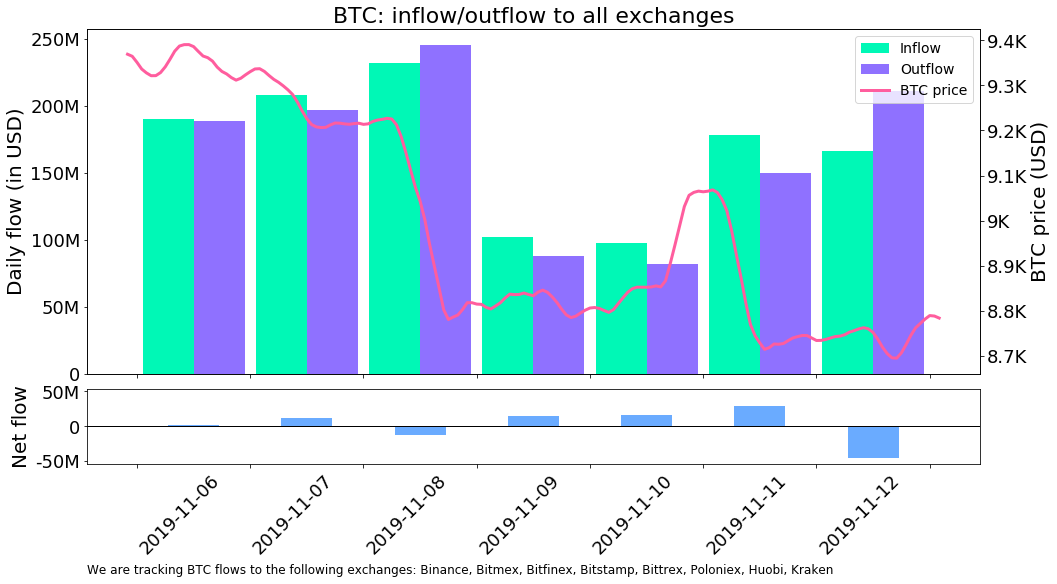 BTC: inflow/outflow to all exchanges
250M
200M
150M
100M
50M
0
Daily flow (in USD)
Inflow
Outflow
BTC price
9.4K
9.3K
9.2K
9.1K
9K
8.9K
8.8K
8.7K
BTC price (USD)
50M
0
-50M
Net flow
2019-11-06
2019-11-07
2019-11-08
2019-11-09
2019-11-10
2019-11-11
2019-11-12
We are tracking BTC flows to the following exchanges: Binance, Bitmex, Bitfinex, Bitstamp, Bittrex, Poloniex, Huobi, Kraken